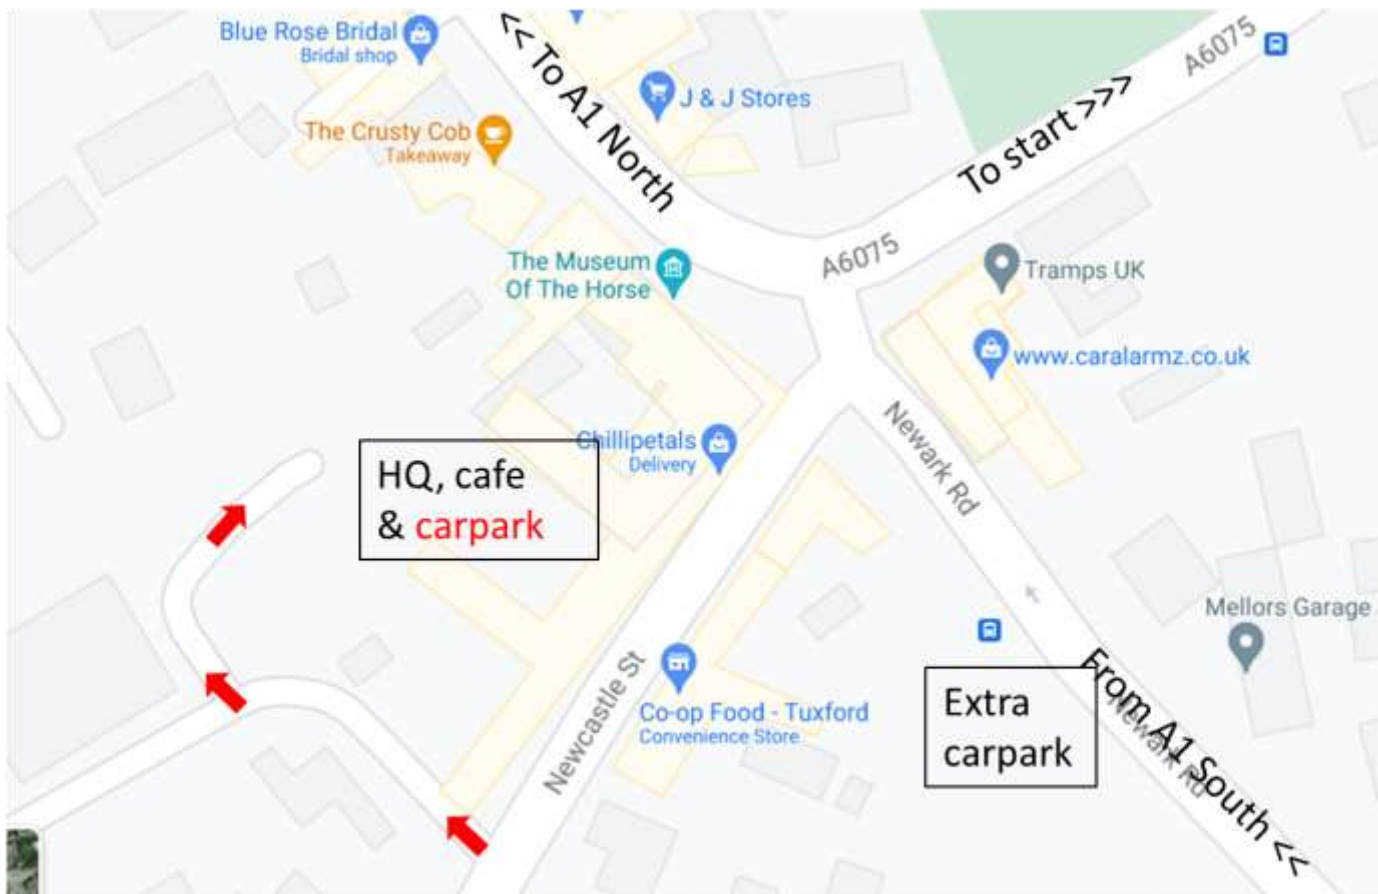 Blue Rose Bridal
Bridal shop
<< To A1 North
J & J Stores
A6075
The Crusty Cob
Takeaway
To start >>>
The Museum
Of The Horse
A6075
Tramps UK
www.caralarmz.co.uk
Chillipetals
Delivery
Newark Rd
HQ, cafe
& carpark
Mellors Garage
Newcastle St
Co-op Food - Tuxford
Convenience Store
Extra
carpark
From A1 South <<
Newark Rd